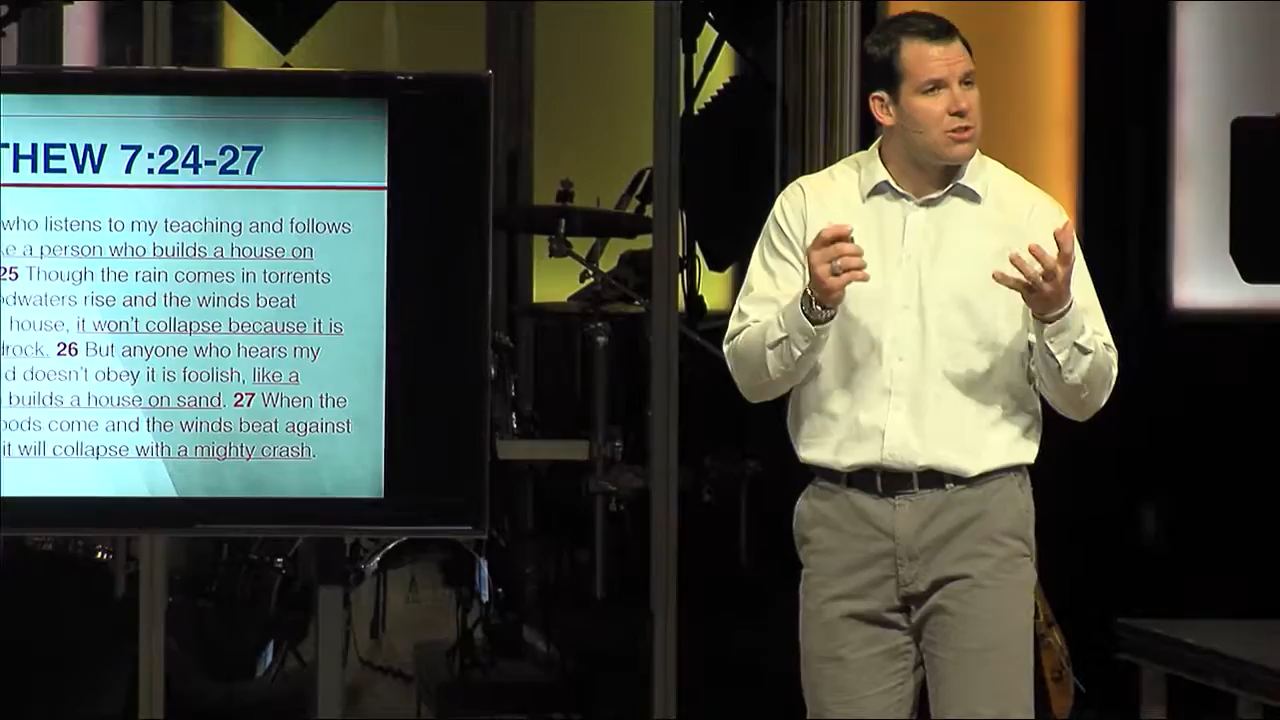 THEW 7:24-27
who listens to my teaching and follows
e a person who builds a house on
25 Though the rain comes in torrents
dwaters rise and the winds beat
house, it won't collapse because it is
rock. 26 But anyone who hears my
d doesn't obey it is foolish, like a
builds a house on sand. 27 When the
oods come and the winds beat against
it will collapse with a mighty crash.